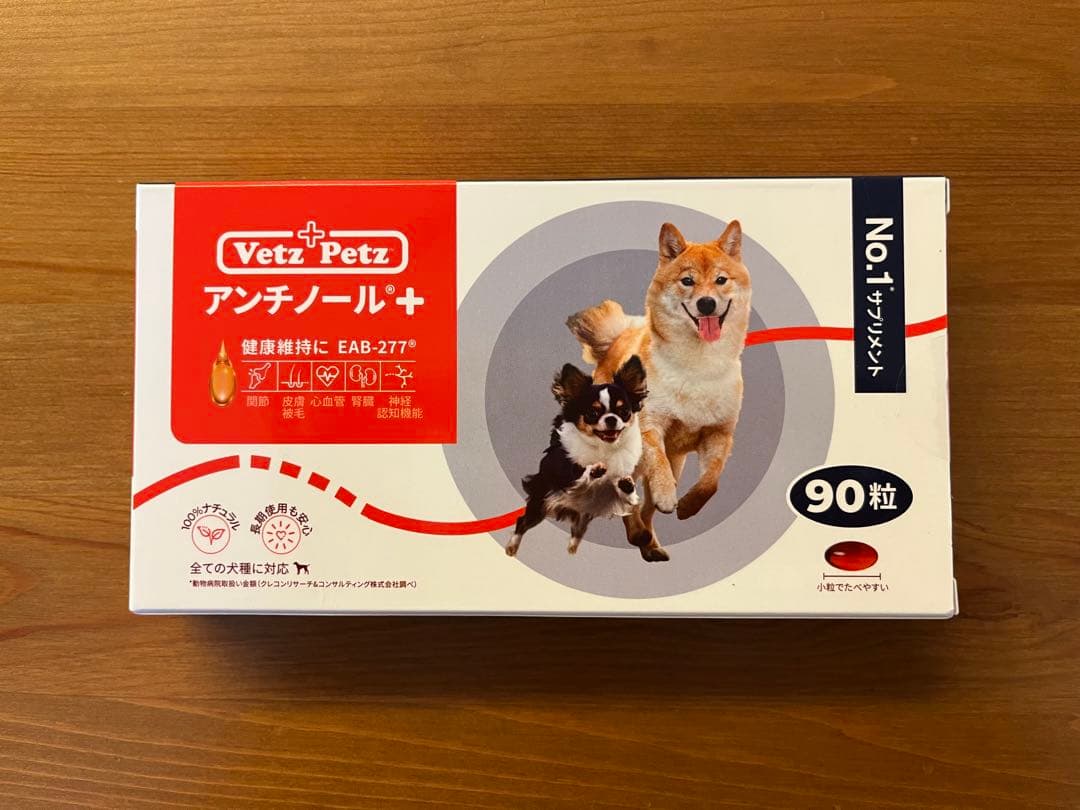 Vetz Petz
アンチノール®+
健康維持に EAB-277®
関節 皮膚被毛 心血管 腎臓 神経認知機能
No.1*サプリメント
90粒
小粒でたべやすい
100%ナチュラル
長期使用も安心
全ての犬種に対応
*動物病院取扱い金額(クレコンリサーチ&コンサルティング株式会社調べ)